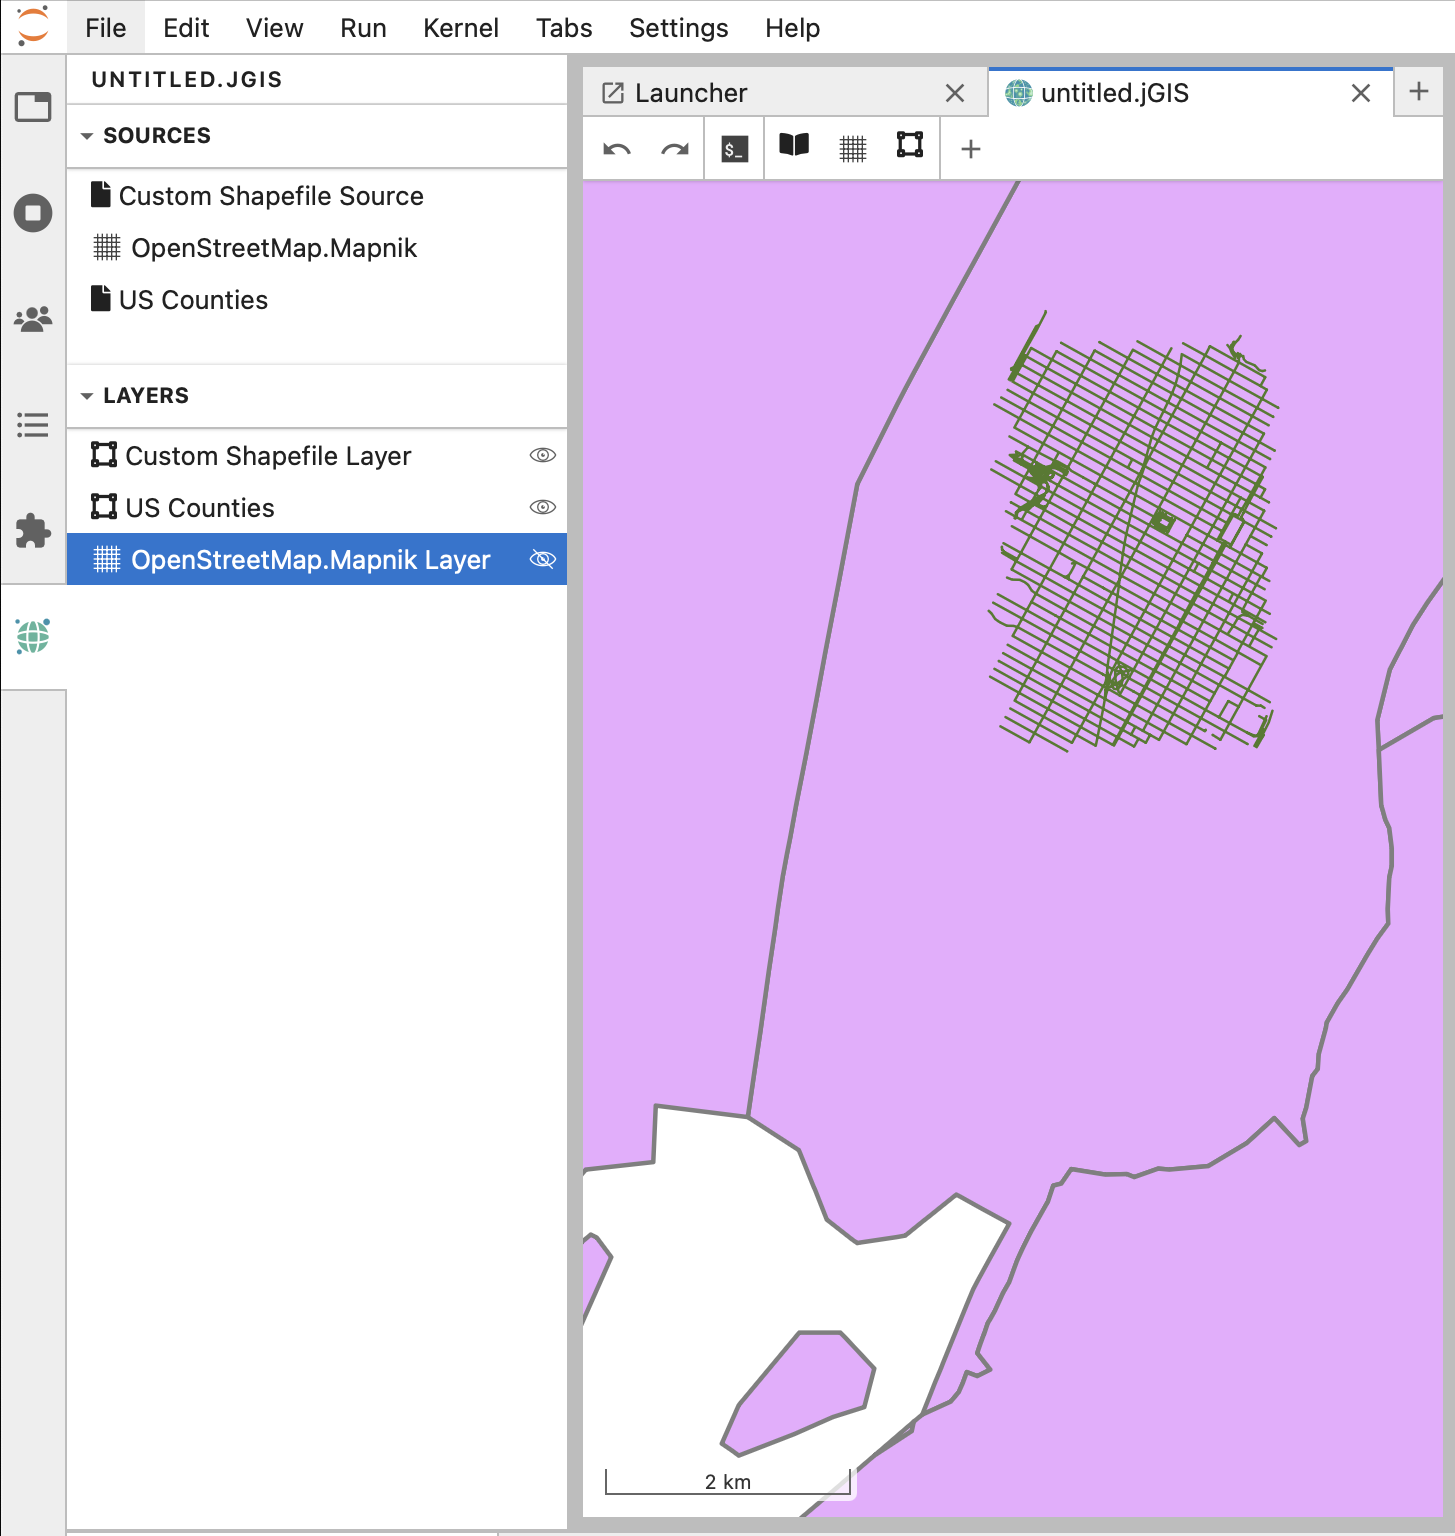 File Edit View Run Kernel Tabs Settings Help
UNTITLED.JGIS
SOURCES
Custom Shapefile Source
OpenStreetMap.Mapnik
US Counties
LAYERS
Custom Shapefile Layer
US Counties
OpenStreetMap.Mapnik Layer
Launcher
untitled.jGIS
$_
2 km